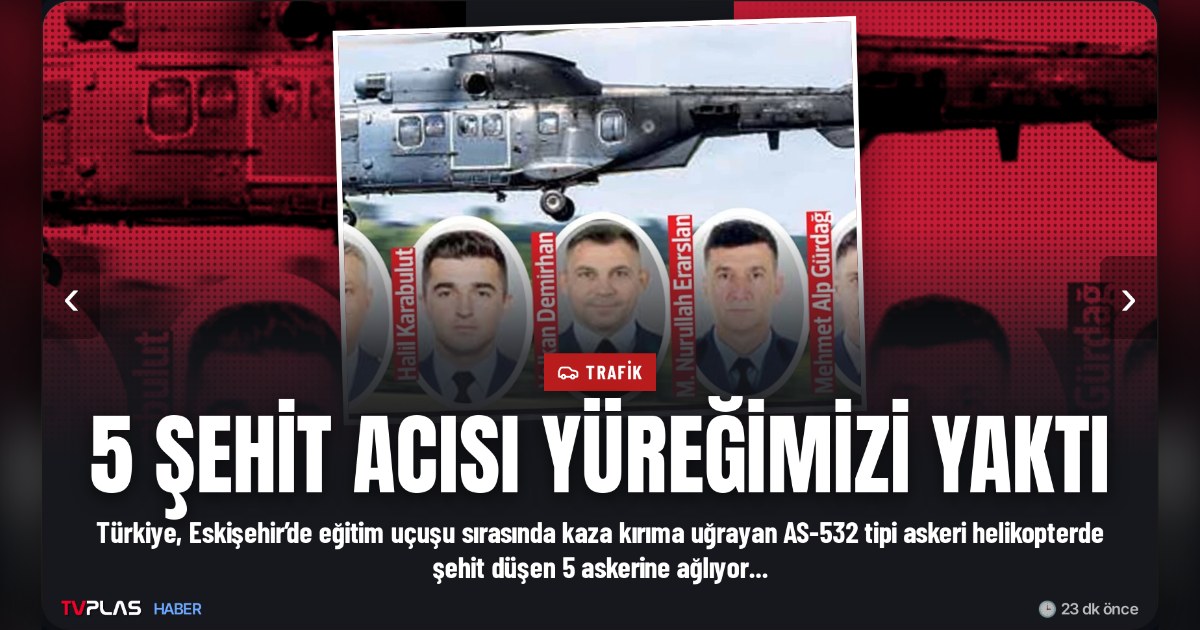 Halil Karabulut
kan Demirhan
M. Nurullah Erarslan
Mehmet Alp Gürdağ
Gürdağ
TRAFİK
5 ŞEHİT ACISI YÜREĞİMİZİ YAKTI
Türkiye, Eskişehir’de eğitim uçuşu sırasında kaza kırıma uğrayan AS-532 tipi askeri helikopterde
şehit düşen 5 askerine ağlıyor...
TVPLAS HABER
23 dk önce